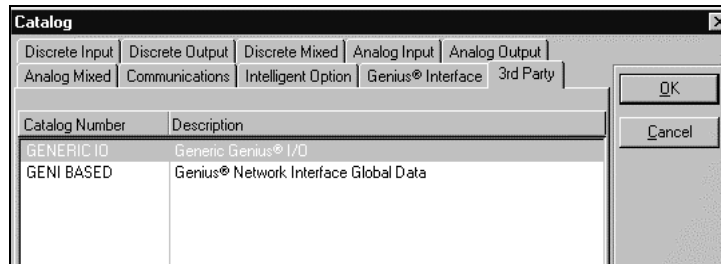 Catalog
Discrete Input Discrete Output Discrete Mixed Analog Input Analog Output
Analog Mixed Communications Intelligent Option Genius® Interface 3rd Party
OK
Catalog Number Description
Cancel
GENERIC IO Generic Genius® I/O
GENI BASED Genius® Network Interface Global Data